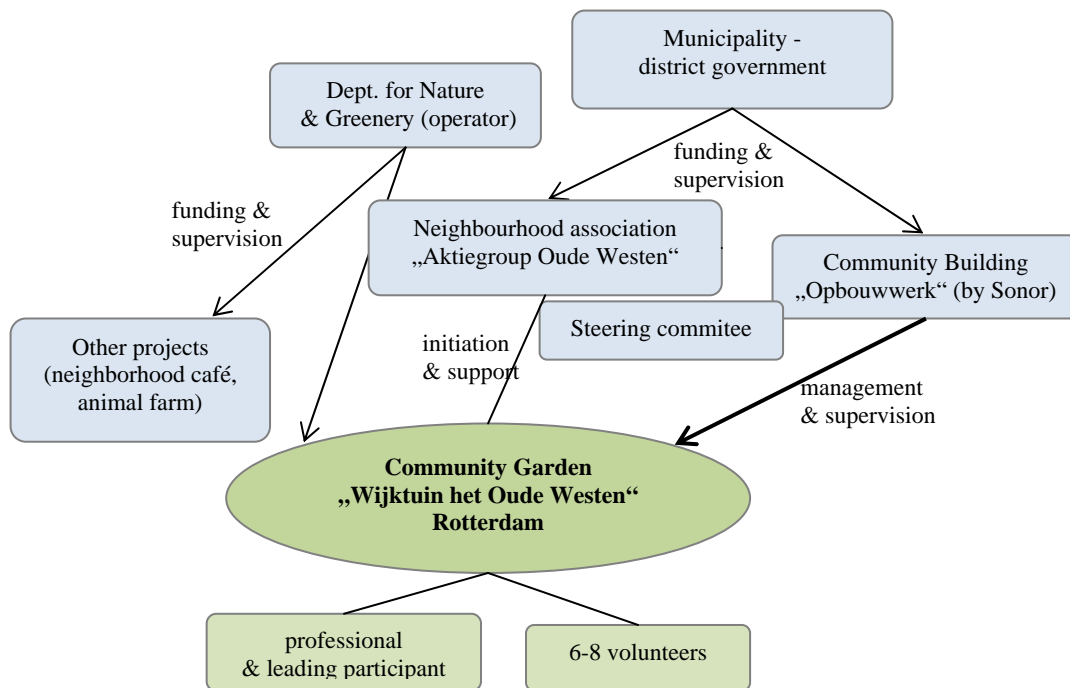 Municipality -
district government
Dept. for Nature
& Greenery (operator)
funding &
supervision
funding &
supervision
Neighbourhood association
„Aktiegroup Oude Westen“
Community Building
„Opbouwwerk“ (by Sonor)
Steering commitee
Other projects
(neighborhood café,
animal farm)
initiation
& support
management
& supervision
Community Garden
„Wijktuin het Oude Westen“
Rotterdam
professional
& leading participant
6-8 volunteers